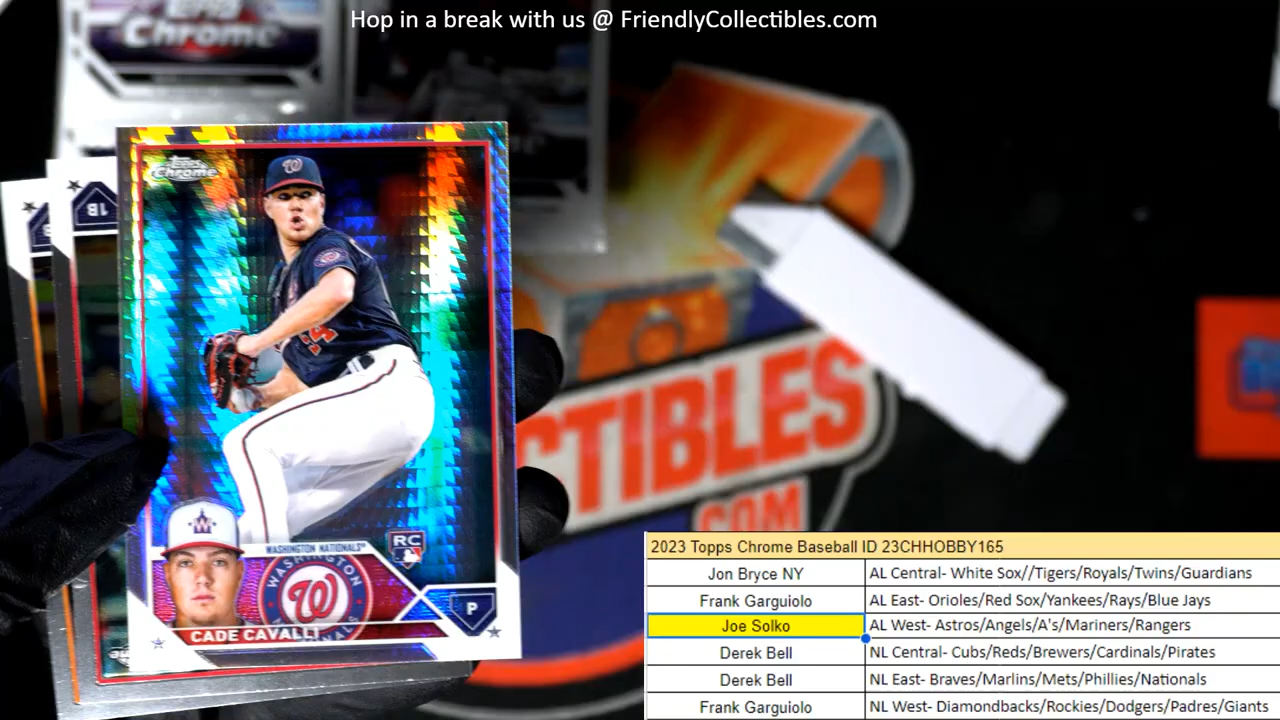 Hop in a break with us @ FriendlyCollectibles.com
Chrome
1B
Topps Chrome
W
W
WASHINGTON NATIONALS
RC
WASHINGTON
W
NATIONALS
P
CADE CAVALLI
CTIBLES
.COM
2023 Topps Chrome Baseball ID 23CHHOBBY165
Jon Bryce NY AL Central- White Sox//Tigers/Royals/Twins/Guardians
Frank Garguiolo AL East- Orioles/Red Sox/Yankees/Rays/Blue Jays
Joe Solko AL West- Astros/Angels/A's/Mariners/Rangers
Derek Bell NL Central- Cubs/Reds/Brewers/Cardinals/Pirates
Derek Bell NL East- Braves/Marlins/Mets/Phillies/Nationals
Frank Garguiolo NL West- Diamondbacks/Rockies/Dodgers/Padres/Giants